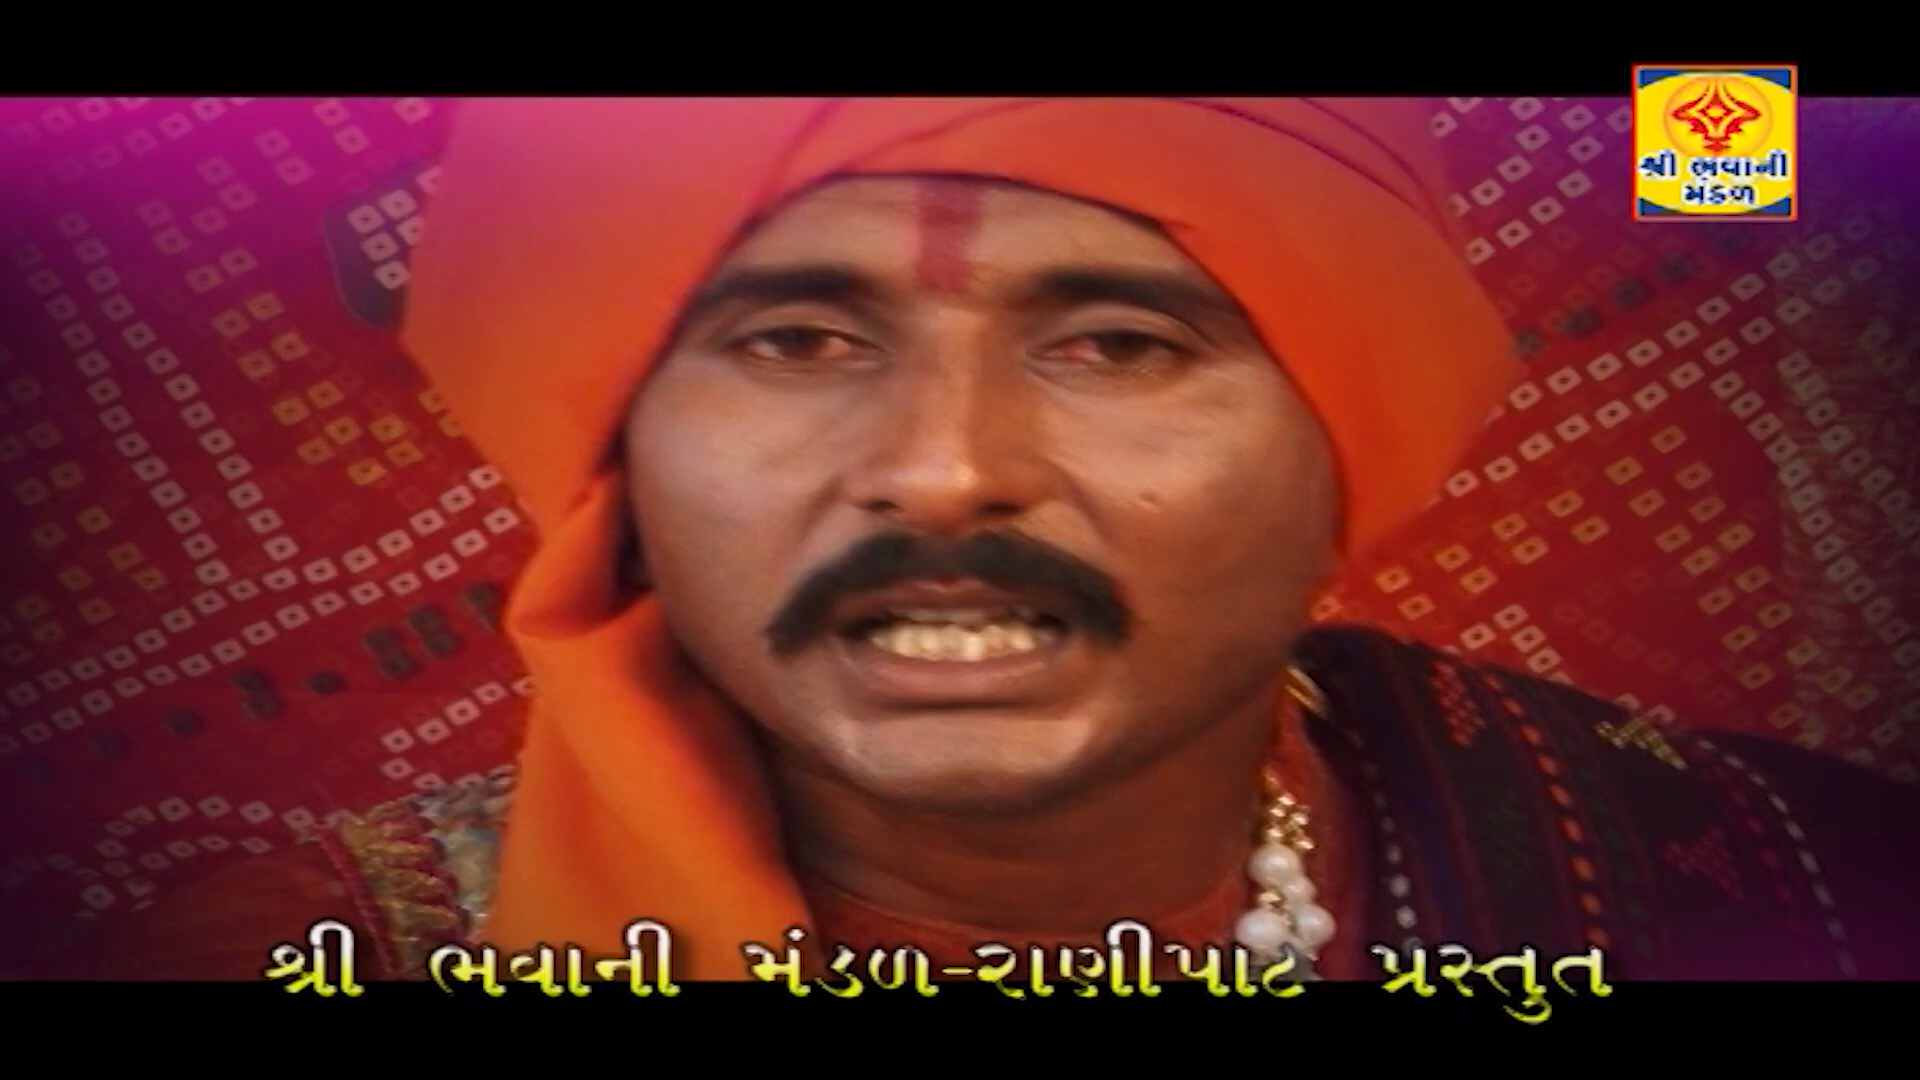 શ્રી ભવાની
મંડળ
શ્રી ભવાની મંડળ-રાણીપાટ પ્રસ્તુત